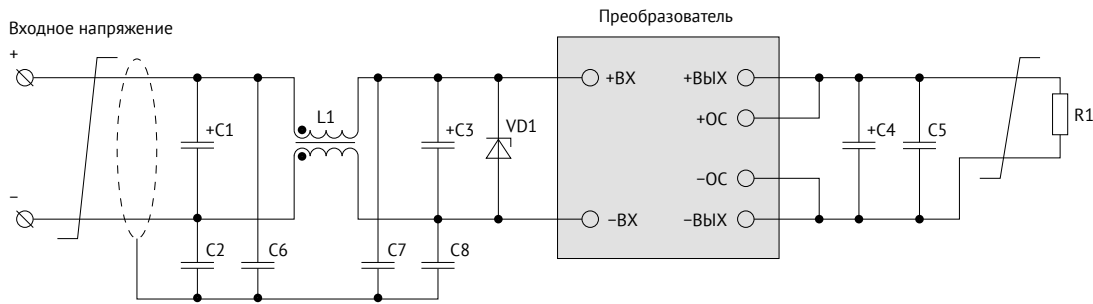 Преобразователь
Входное напряжение
+
−
+C1
L1
+C3
VD1
+ВХ
−ВХ
+ВЫХ
+ОС
−ОС
−ВЫХ
+C4
C5
R1
C2
C6
C7
C8